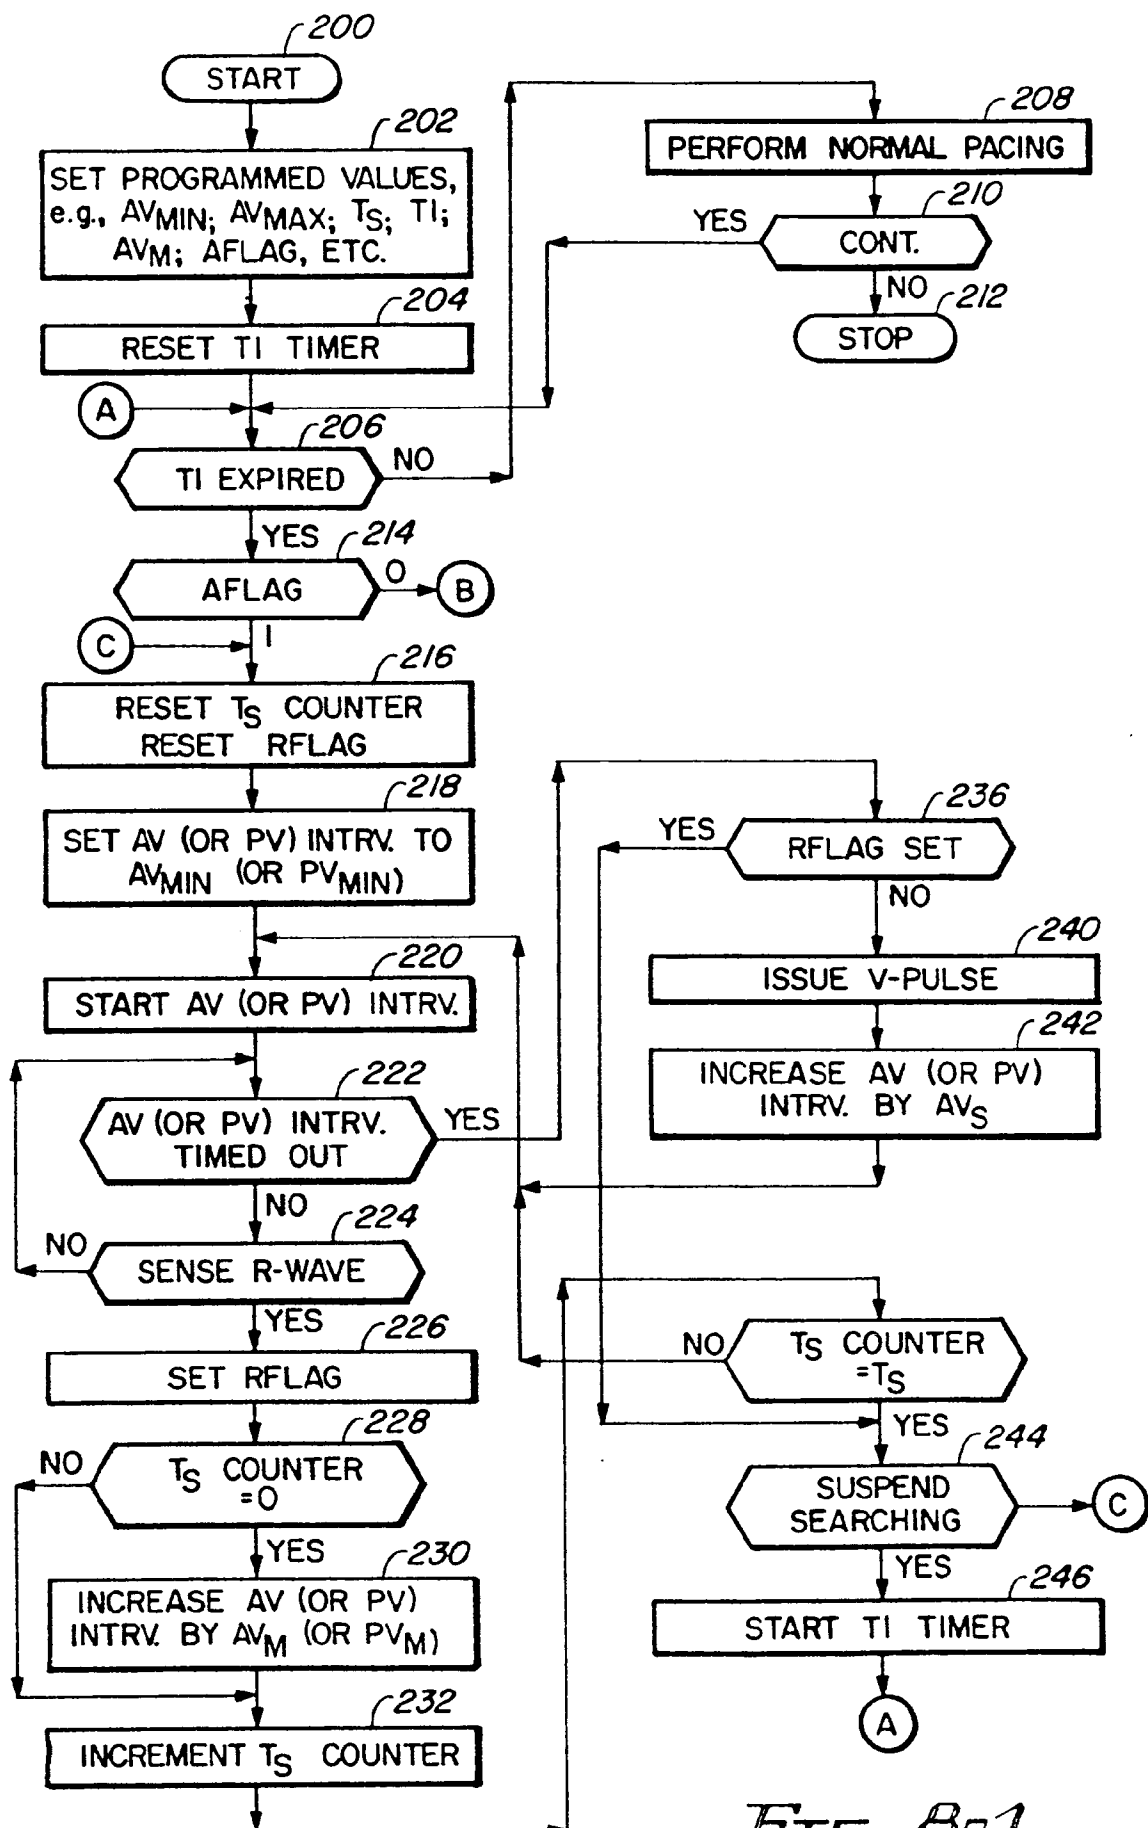 200
START
202
SET PROGRAMMED VALUES,
e.g., AVMIN; AVMAX; TS; TI;
AVM; AFLAG, ETC.
204
RESET TI TIMER
A
206
TI EXPIRED
NO
YES
214
AFLAG
0
B
C
1
216
RESET TS COUNTER
RESET RFLAG
218
SET AV (OR PV) INTRV. TO
AVMIN (OR PVMIN)
220
START AV (OR PV) INTRV.
222
AV (OR PV) INTRV.
TIMED OUT
YES
NO
224
NO
SENSE R-WAVE
YES
226
SET RFLAG
228
NO
TS COUNTER
=0
YES
230
INCREASE AV (OR PV)
INTRV. BY AVM (OR PVM)
232
INCREMENT TS COUNTER
208
PERFORM NORMAL PACING
210
YES
CONT.
NO
212
STOP
236
YES
RFLAG SET
NO
240
ISSUE V-PULSE
242
INCREASE AV (OR PV)
INTRV. BY AVS
NO
TS COUNTER
=TS
YES
244
SUSPEND
SEARCHING
C
YES
246
START TI TIMER
A